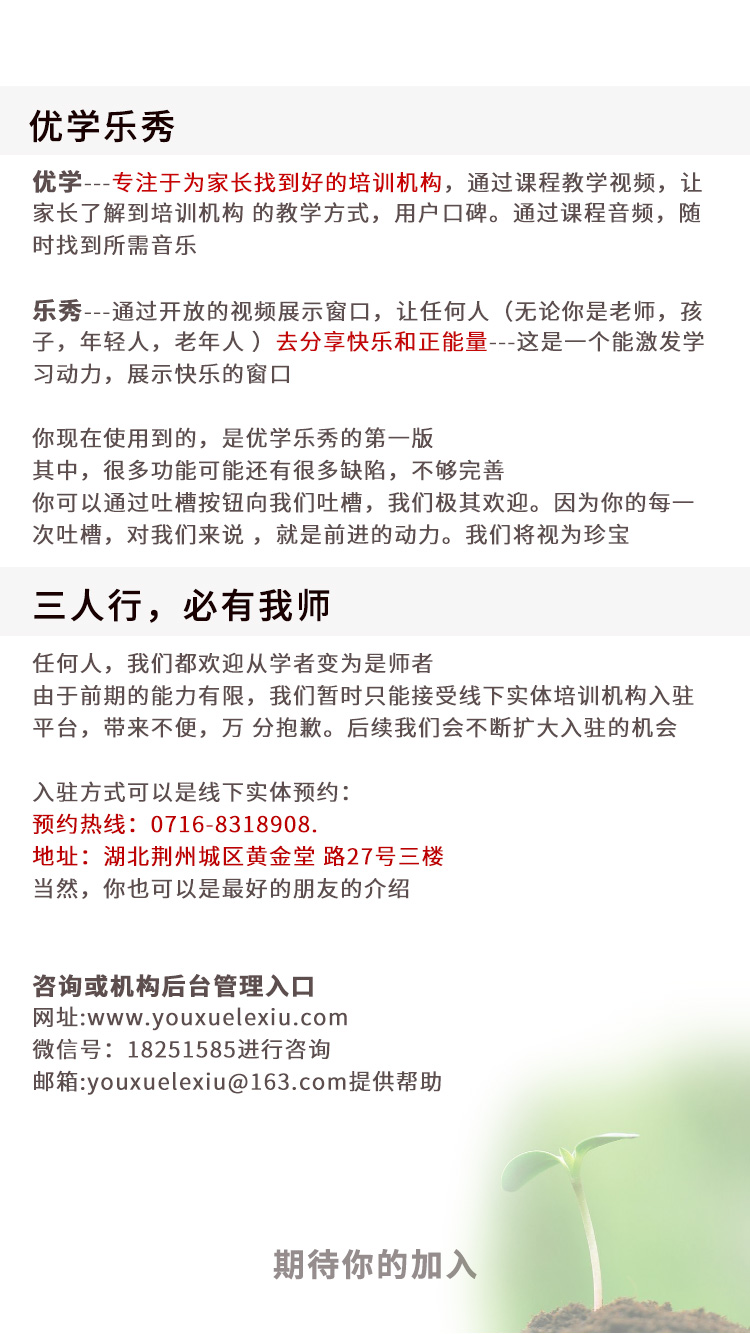 优学乐秀
优学---专注于为家长找到好的培训机构，通过课程教学视频，让
家长了解到培训机构 的教学方式，用户口碑。通过课程音频，随
时找到所需音乐
乐秀---通过开放的视频展示窗口，让任何人（无论你是老师，孩
子，年轻人，老年人 ）去分享快乐和正能量---这是一个能激发学
习动力，展示快乐的窗口
你现在使用到的，是优学乐秀的第一版
其中，很多功能可能还有很多缺陷，不够完善
你可以通过吐槽按钮向我们吐槽，我们极其欢迎。因为你的每一
次吐槽，对我们来说 ，就是前进的动力。我们将视为珍宝
三人行，必有我师
任何人，我们都欢迎从学者变为是师者
由于前期的能力有限，我们暂时只能接受线下实体培训机构入驻
平台，带来不便，万 分抱歉。后续我们会不断扩大入驻的机会
入驻方式可以是线下实体预约：
预约热线：0716-8318908.
地址：湖北荆州城区黄金堂 路27号三楼
当然，你也可以是最好的朋友的介绍
咨询或机构后台管理入口
网址:www.youxuelexiu.com
微信号：18251585进行咨询
邮箱:youxuelexiu@163.com提供帮助
期待你的加入